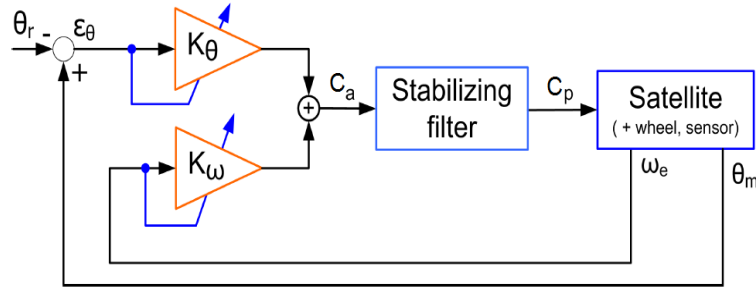 θr - εθ
+
Kθ
Kω
+
Ca
Stabilizing
filter
Cp
Satellite
( + wheel, sensor)
ωe
θm